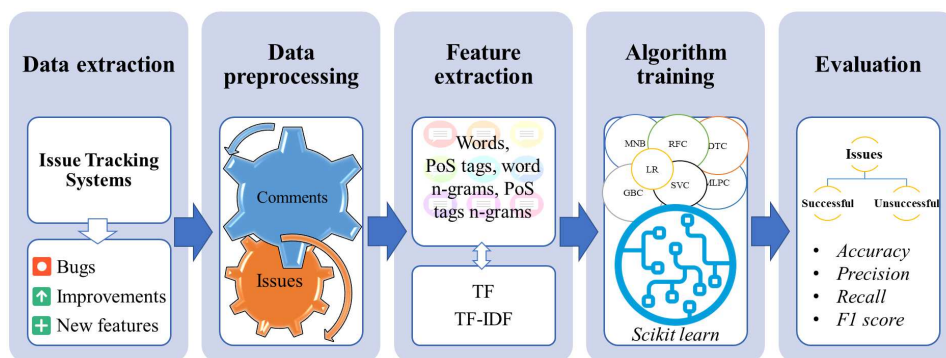 Data extraction
Issue Tracking
Systems
Bugs
Improvements
New features
Data
preprocessing
Comments
Issues
Feature
extraction
Words,
PoS tags, word
n-grams, PoS
tags n-grams
TF
TF-IDF
Algorithm
training
MNB
RFC
DTC
LR
GBC
SVC
MLPC
Scikit learn
Evaluation
Issues
Successful
Unsuccessful
• Accuracy
• Precision
• Recall
• F1 score